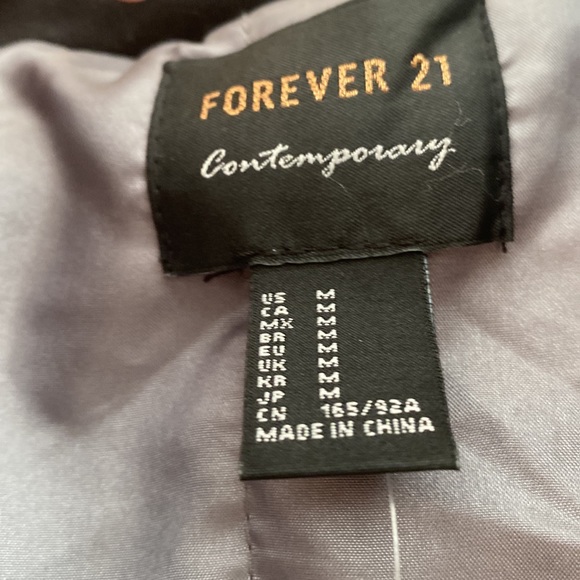 FOREVER 21
Contemporary
US M
CA M
MX M
BR M
EU M
UK M
KR M
JP M
CN 165/92A
MADE IN CHINA